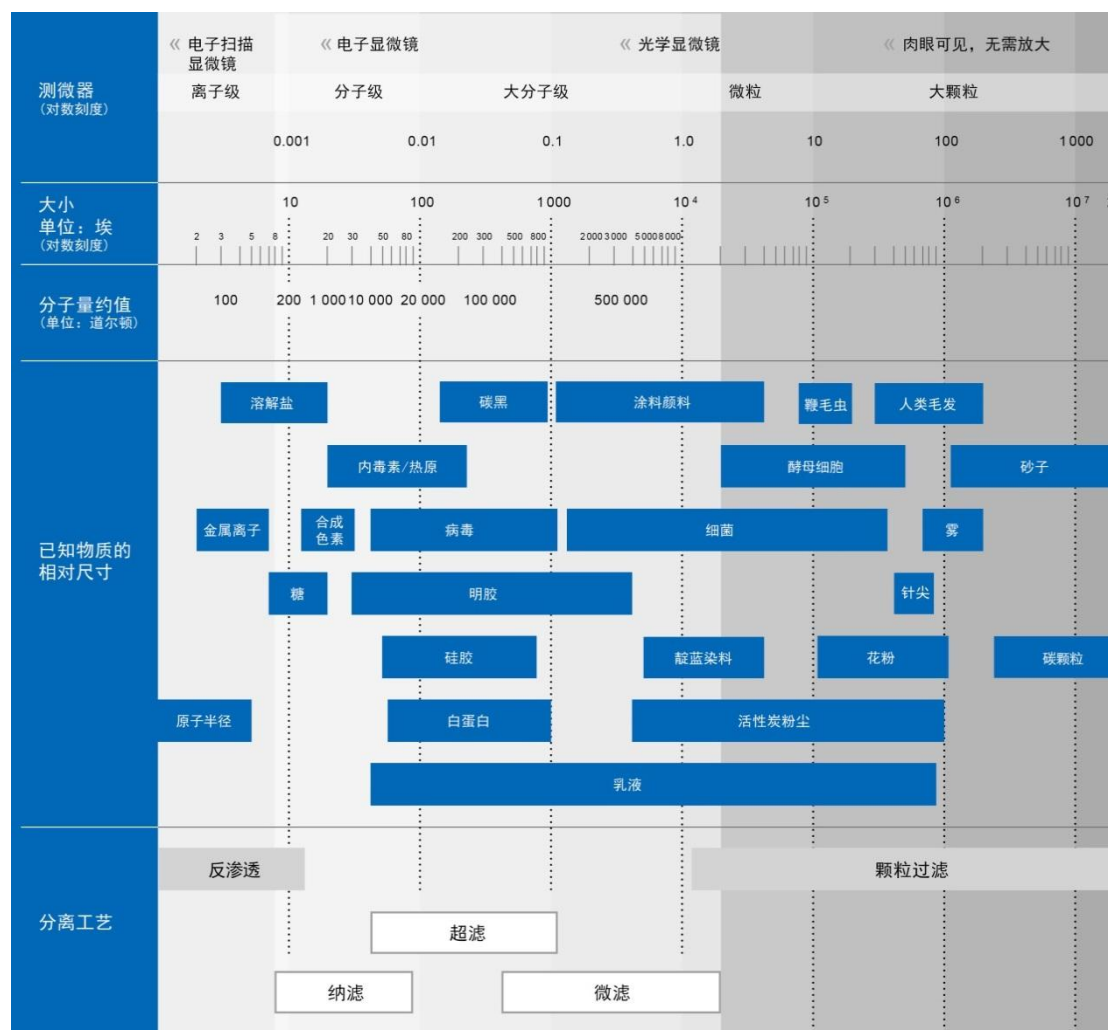 « 电子扫描
显微镜
« 电子显微镜
« 光学显微镜
« 肉眼可见，无需放大
测微器
（对数刻度）
离子级 分子级 大分子级 微粒 大颗粒
0.001 0.01 0.1 1.0 10 100 1 000
大小
单位：埃
（对数刻度）
10 100 1 000 10⁴ 10⁵ 10⁶ 10⁷
2 3 5 8 20 30 50 80 200 300 500 800 2 000 3 000 5 000 8 000
分子量约值
（单位：道尔顿）
100 200 1 000 10 000 20 000 100 000 500 000
已知物质的
相对尺寸
溶解盐 碳黑 涂料颜料 鞭毛虫 人类毛发
内毒素/热原 酵母细胞 砂子
金属离子 合成
色素
病毒 细菌 雾
糖 明胶 针尖
硅胶 靛蓝染料 花粉 碳颗粒
原子半径 白蛋白 活性炭粉尘
乳液
分离工艺
反渗透 颗粒过滤
超滤
纳滤 微滤